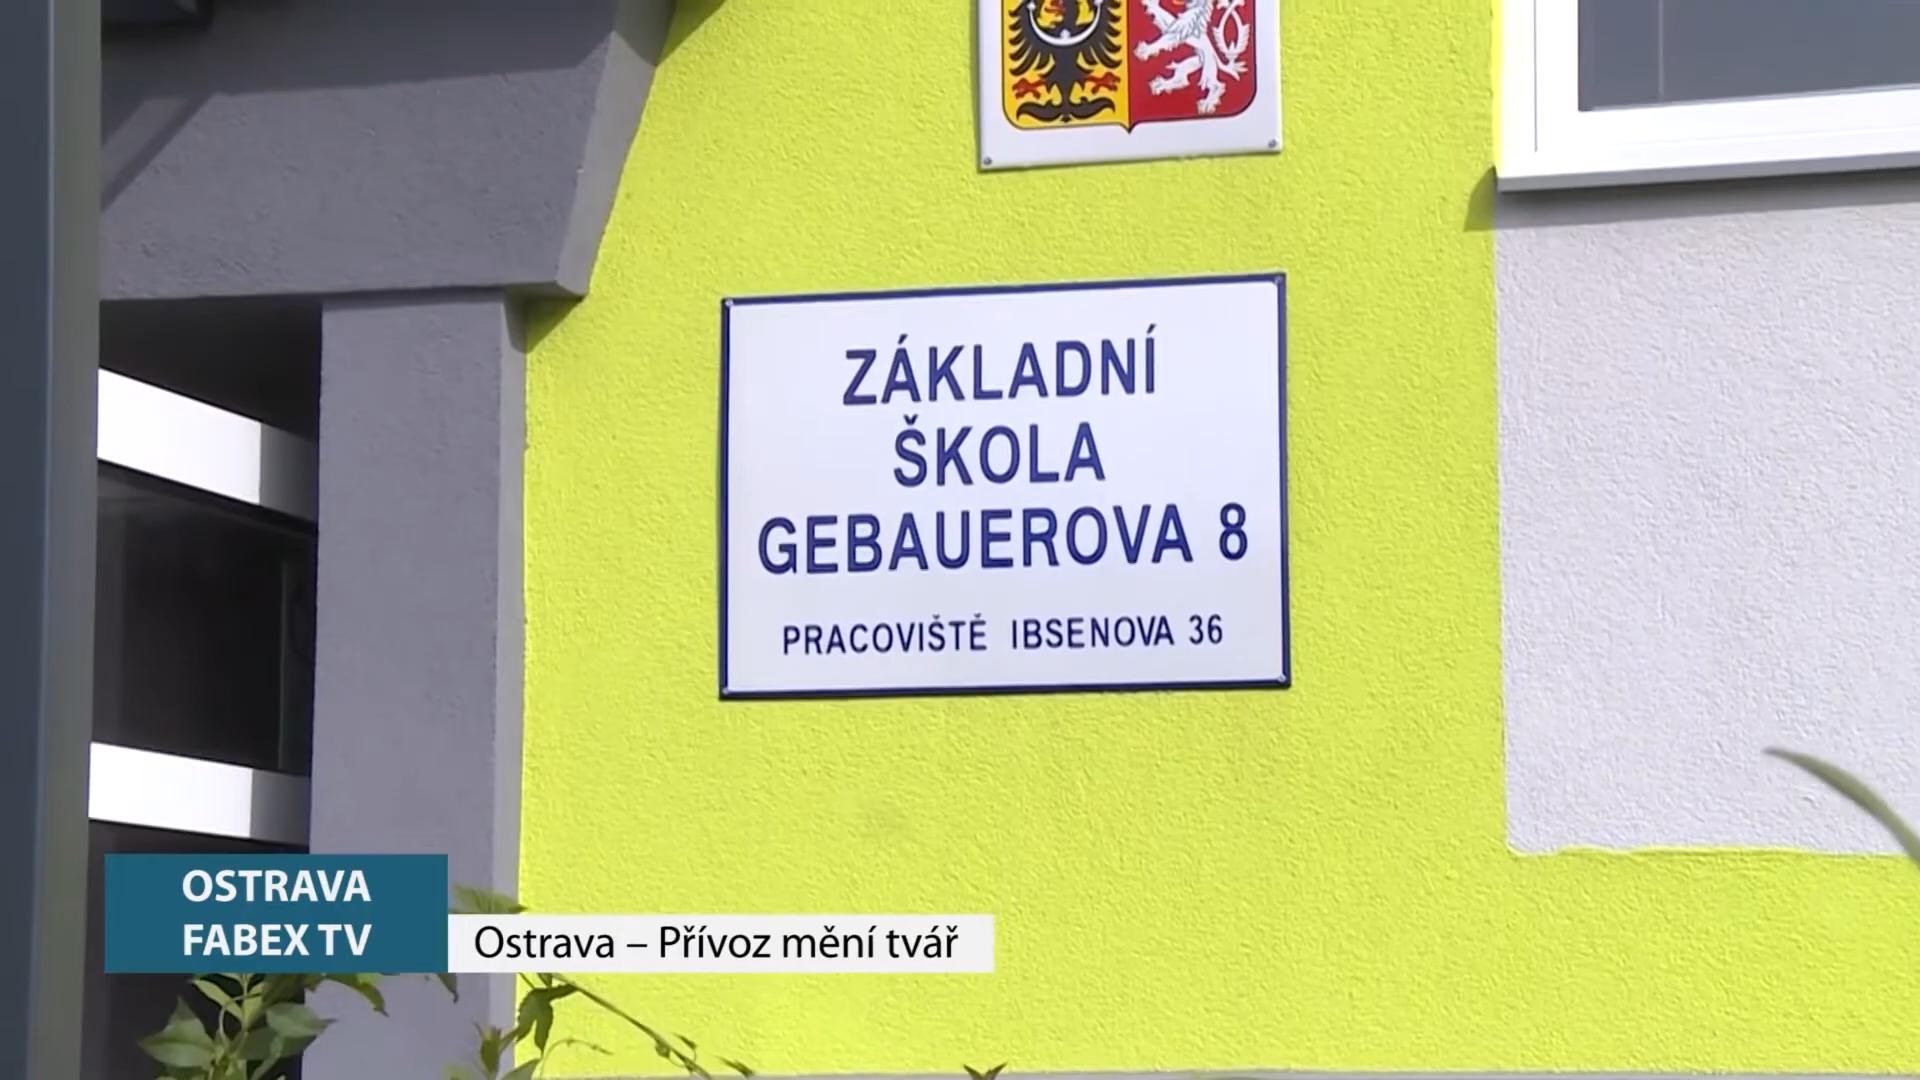 ZÁKLADNÍ
ŠKOLA
GEBAUEROVA 8
PRACOVIŠTĚ IBSENOVA 36
OSTRAVA
FABEX TV
Ostrava – Přívoz mění tvář